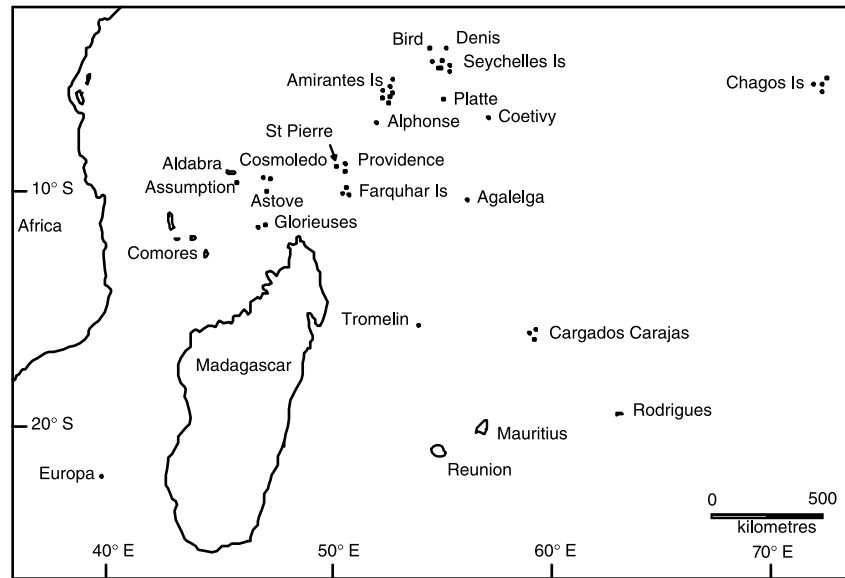 Bird Denis
Seychelles Is
Amirantes Is
Chagos Is
Platte
Alphonse
Coetivy
St Pierre
Aldabra
Cosmoledo
Providence
Assumption
10° S
Astove
Farquhar Is
Agalelga
Africa
Glorieuses
Comores
Tromelin
Cargados Carajas
Madagascar
Rodrigues
20° S
Mauritius
Reunion
Europa
0 500
kilometres
40° E 50° E 60° E 70° E